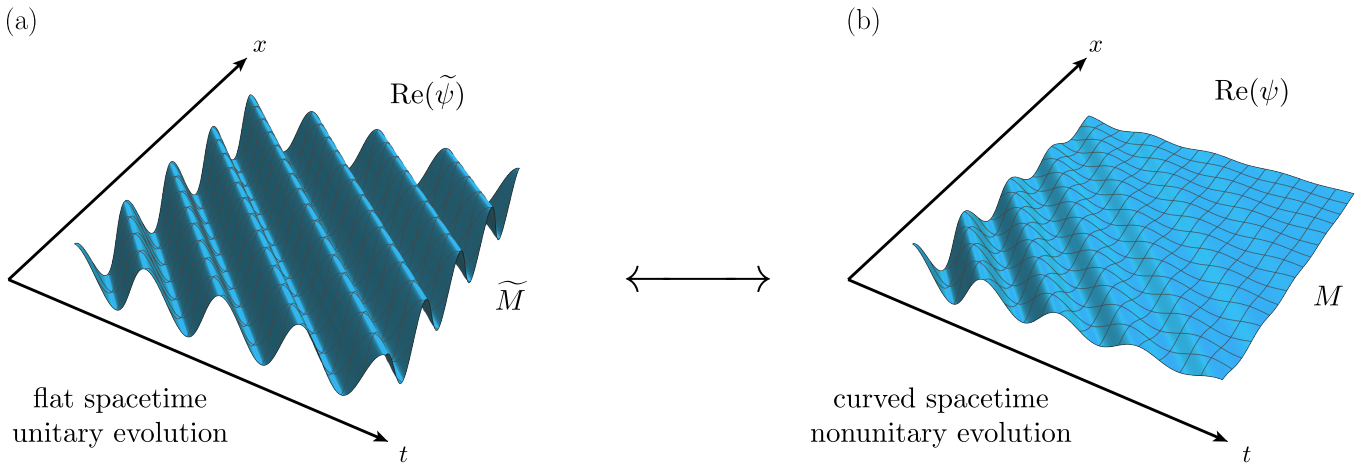 (a)
x
Re(ψ̃)
M̃
flat spacetime
unitary evolution
t
(b)
x
Re(ψ)
M
curved spacetime
nonunitary evolution
t